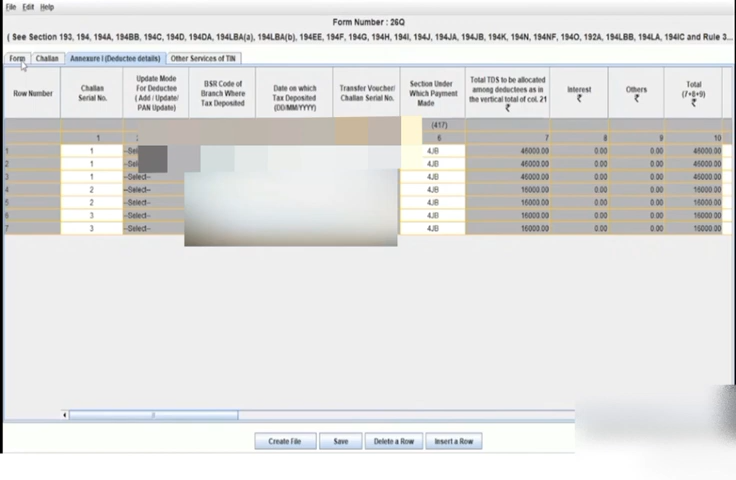 File Edit Help
Form Number : 26Q
( See Section 193, 194, 194A, 194BB, 194C, 194D, 194DA, 194LBA(a), 194LBA(b), 194EE, 194F, 194G, 194H, 194I, 194J, 194JA, 194JB, 194K, 194N, 194NF, 194O, 192A, 194LBB, 194LA, 194IC and Rule 3...
Form Challan Annexure I (Deductee details) Other Services of TIN
Row Number Challan Serial No. Update Mode For Deductee ( Add / Update/ PAN Update) BSR Code of Branch Where Tax Deposited Date on which Tax Deposited (DD/MM/YYYY) Transfer Voucher/ Challan Serial No. Section Under Which Payment Made Total TDS to be allocated among deductees as in the vertical total of col. 21 ₹ Interest ₹ Others ₹ Total (7+8+9) ₹
(417)
1 6 7 8 9 10
1 1 4JB 46000.00 0.00 0.00 46000.00
2 1 4JB 46000.00 0.00 0.00 46000.00
3 1 --Select-- 4JB 46000.00 0.00 0.00 46000.00
4 2 --Select-- 4JB 16000.00 0.00 0.00 16000.00
5 2 --Select-- 4JB 16000.00 0.00 0.00 16000.00
6 3 --Select-- 4JB 16000.00 0.00 0.00 16000.00
7 3 --Select-- 4JB 16000.00 0.00 0.00 16000.00
Create File Save Delete a Row Insert a Row